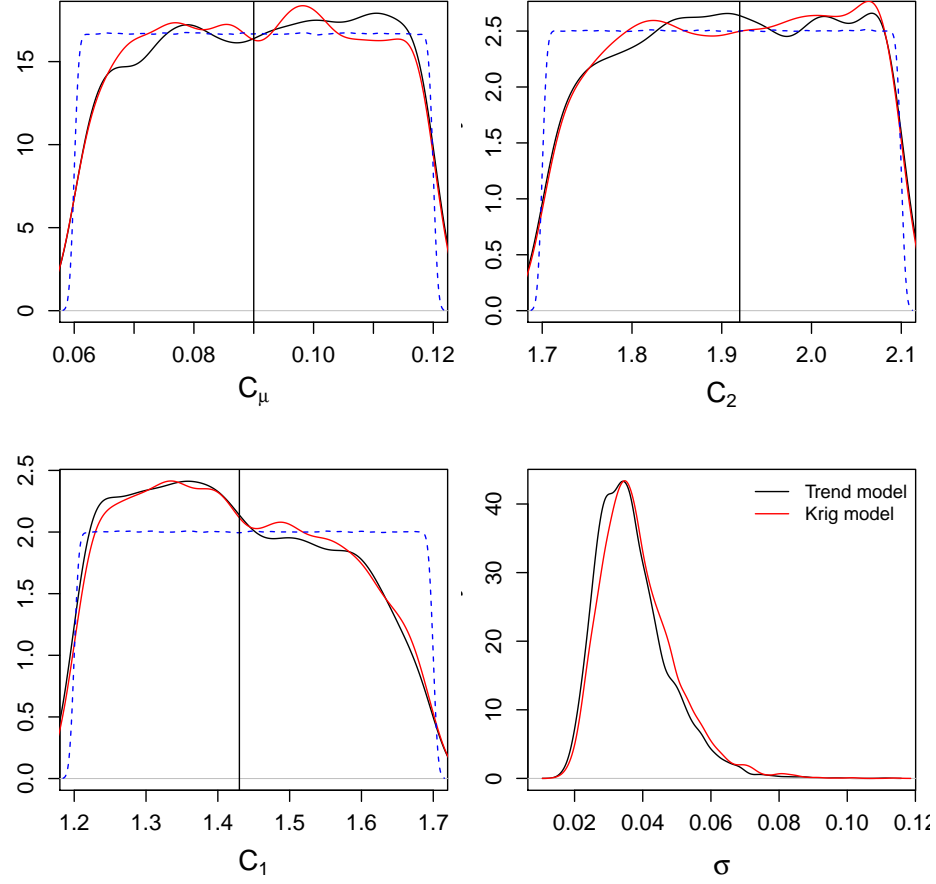 0 5 10 15
0.06 0.08 0.10 0.12
Cμ
0.0 0.5 1.0 1.5 2.0 2.5
1.7 1.8 1.9 2.0 2.1
C2
0.0 0.5 1.0 1.5 2.0 2.5
1.2 1.3 1.4 1.5 1.6 1.7
C1
0 10 20 30 40
Trend model
Krig model
0.02 0.04 0.06 0.08 0.10 0.12
σ